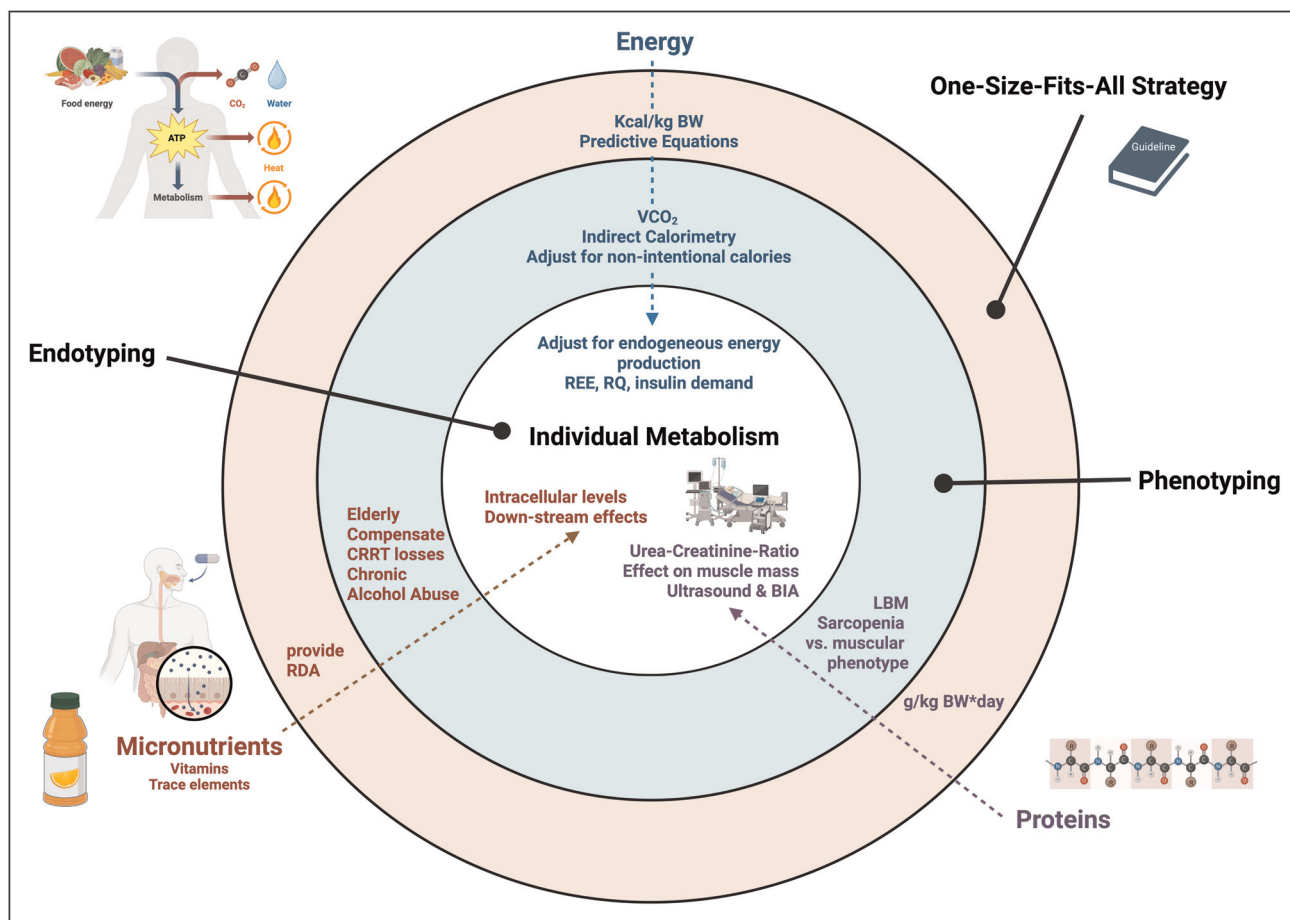 Energy
One-Size-Fits-All Strategy
Guideline
Food energy
CO₂
Water
ATP
Heat
Metabolism
Kcal/kg BW
Predictive Equations
VCO₂
Indirect Calorimetry
Adjust for non-intentional calories
Adjust for endogeneous energy
production
REE, RQ, insulin demand
Endotyping
Individual Metabolism
Phenotyping
Intracellular levels
Down-stream effects
Elderly
Compensate
CRRT losses
Chronic
Alcohol Abuse
Urea-Creatinine-Ratio
Effect on muscle mass
Ultrasound & BIA
LBM
Sarcopenia
vs. muscular
phenotype
provide
RDA
g/kg BW*day
Micronutrients
Vitamins
Trace elements
Proteins